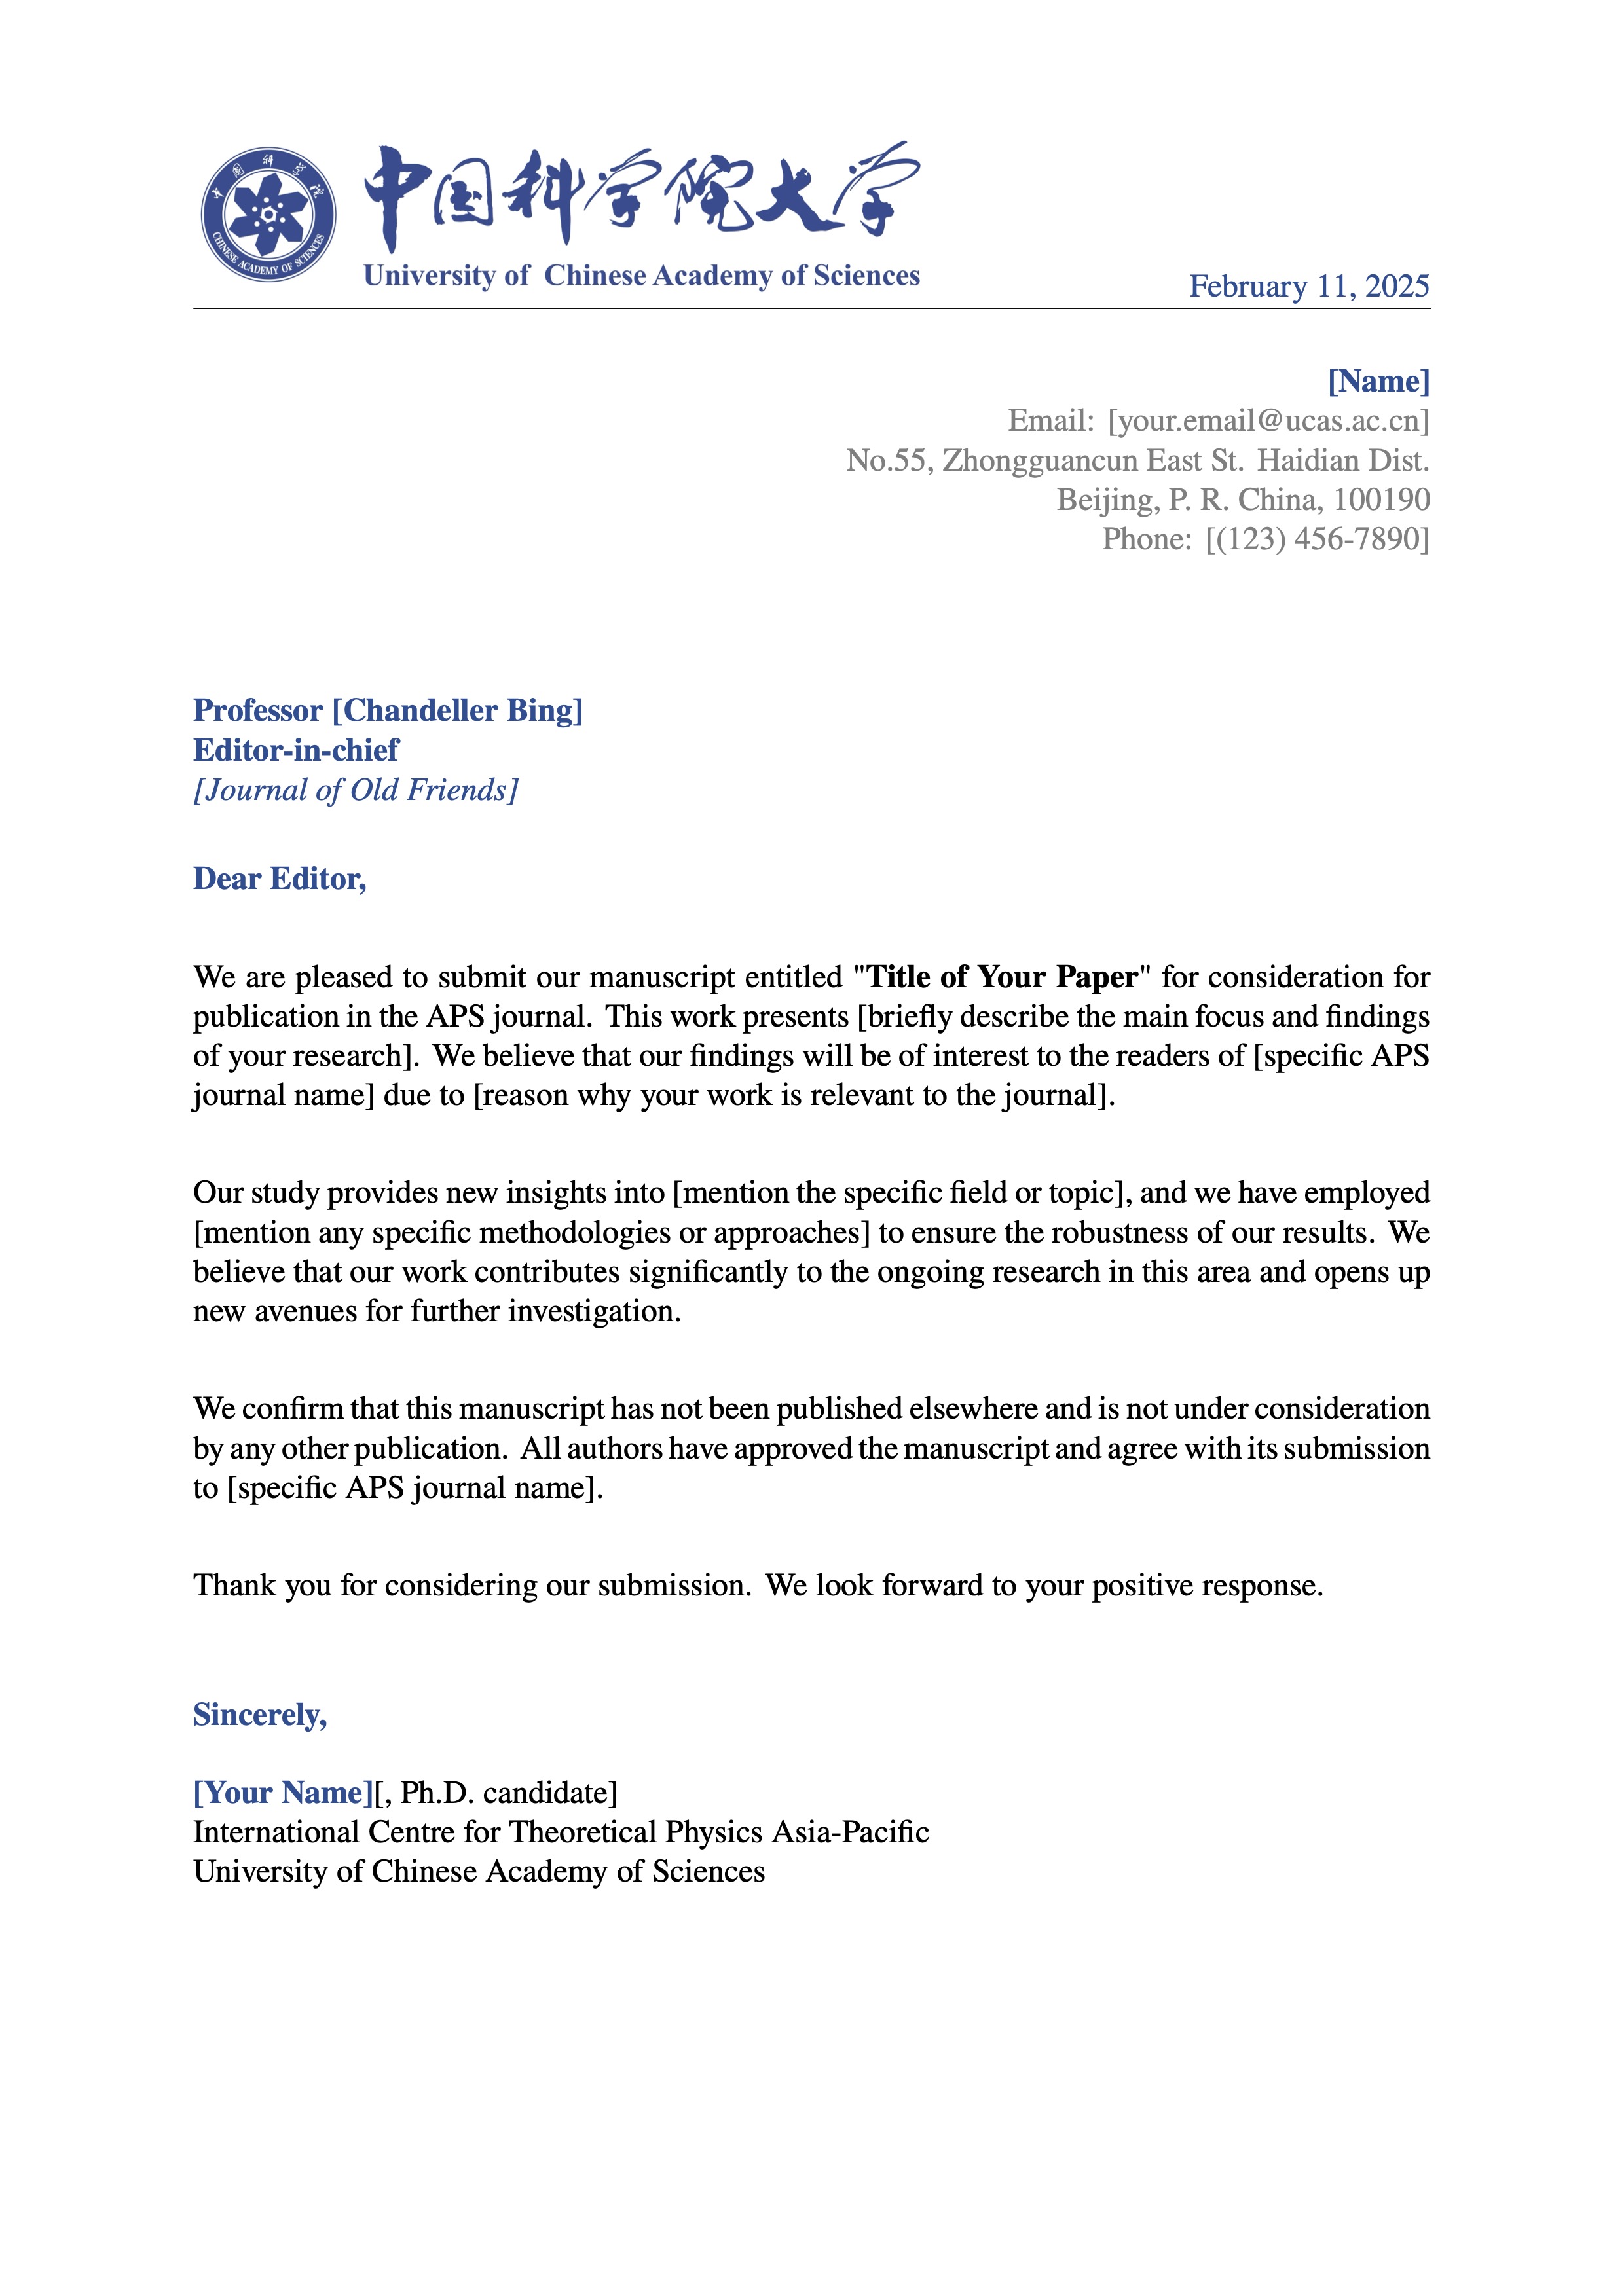 中国科学院
CHINESE ACADEMY OF SCIENCES
中国科学院大学
University of Chinese Academy of Sciences
February 11, 2025
[Name]
Email: [your.email@ucas.ac.cn]
No.55, Zhongguancun East St. Haidian Dist.
Beijing, P. R. China, 100190
Phone: [(123) 456-7890]
Professor [Chandeller Bing]
Editor-in-chief
[Journal of Old Friends]
Dear Editor,
We are pleased to submit our manuscript entitled "Title of Your Paper" for consideration for
publication in the APS journal. This work presents [briefly describe the main focus and findings
of your research]. We believe that our findings will be of interest to the readers of [specific APS
journal name] due to [reason why your work is relevant to the journal].
Our study provides new insights into [mention the specific field or topic], and we have employed
[mention any specific methodologies or approaches] to ensure the robustness of our results. We
believe that our work contributes significantly to the ongoing research in this area and opens up
new avenues for further investigation.
We confirm that this manuscript has not been published elsewhere and is not under consideration
by any other publication. All authors have approved the manuscript and agree with its submission
to [specific APS journal name].
Thank you for considering our submission. We look forward to your positive response.
Sincerely,
[Your Name][, Ph.D. candidate]
International Centre for Theoretical Physics Asia-Pacific
University of Chinese Academy of Sciences